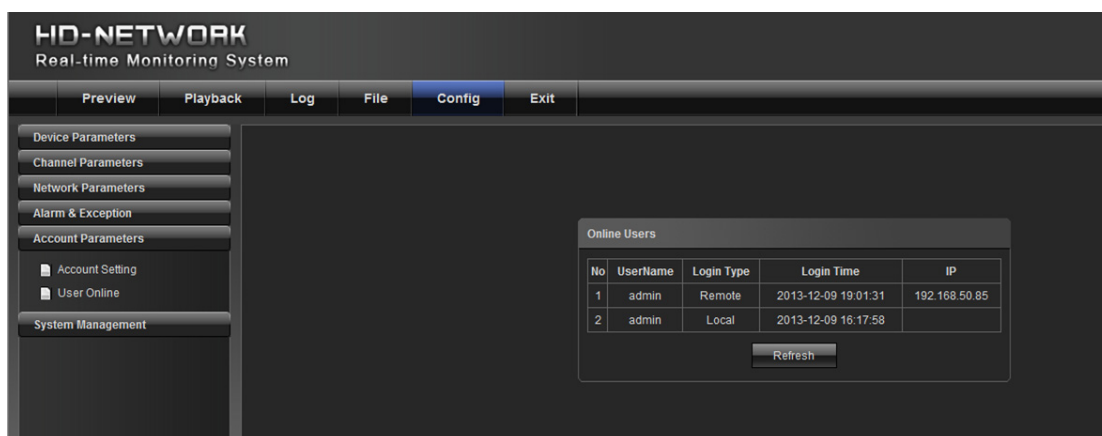 HD-NETWORK
Real-time Monitoring System
Preview Playback Log File Config Exit
Device Parameters
Channel Parameters
Network Parameters
Alarm & Exception
Account Parameters
Account Setting
User Online
System Management
Online Users
No UserName Login Type Login Time IP
1 admin Remote 2013-12-09 19:01:31 192.168.50.85
2 admin Local 2013-12-09 16:17:58
Refresh